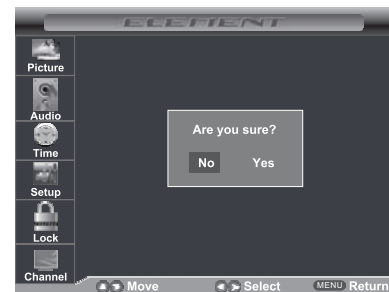 ELEMENT
Picture
Audio
Time
Setup
Lock
Channel
Are you sure?
No Yes
Move Select MENU Return